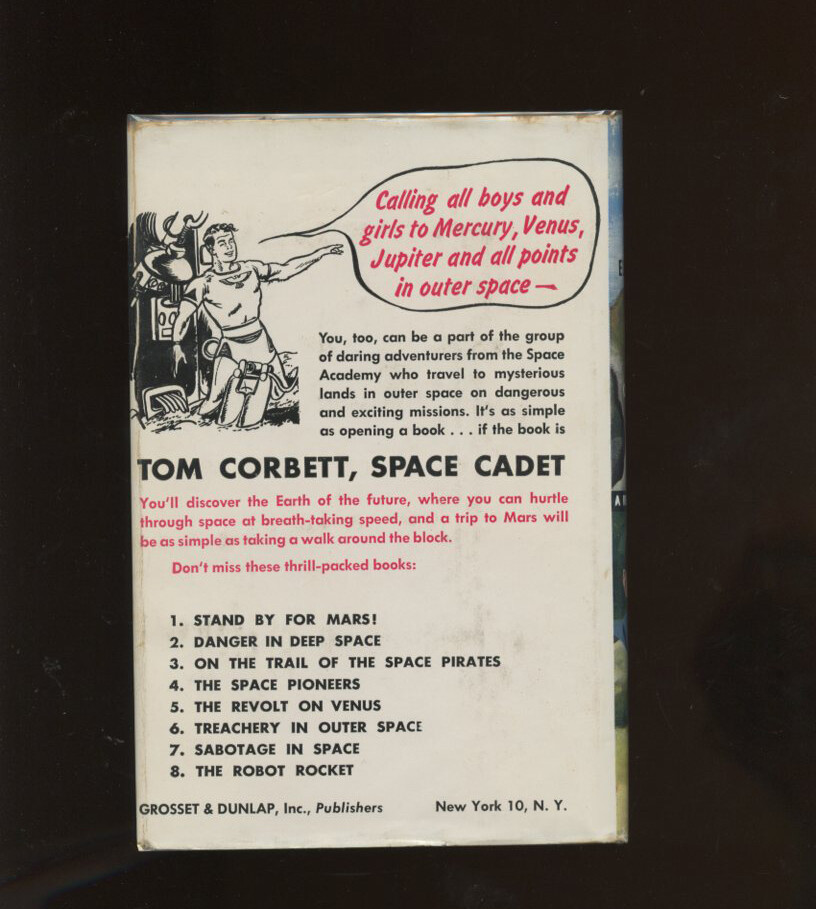 Calling all boys and
girls to Mercury, Venus,
Jupiter and all points
in outer space —
You, too, can be a part of the group
of daring adventurers from the Space
Academy who travel to mysterious
lands in outer space on dangerous
and exciting missions. It's as simple
as opening a book . . . if the book is
TOM CORBETT, SPACE CADET
You'll discover the Earth of the future, where you can hurtle
through space at breath-taking speed, and a trip to Mars will
be as simple as taking a walk around the block.
Don't miss these thrill-packed books:
1. STAND BY FOR MARS!
2. DANGER IN DEEP SPACE
3. ON THE TRAIL OF THE SPACE PIRATES
4. THE SPACE PIONEERS
5. THE REVOLT ON VENUS
6. TREACHERY IN OUTER SPACE
7. SABOTAGE IN SPACE
8. THE ROBOT ROCKET
GROSSET & DUNLAP, Inc., Publishers New York 10, N. Y.